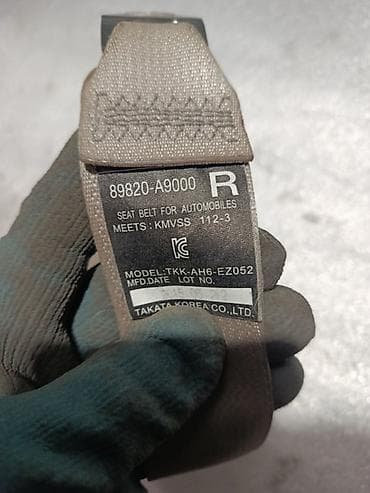 89820-A9000 R
SEAT BELT FOR AUTOMOBILES
MEETS : KMVSS 112-3
MODEL:TKK-AH6-EZ052
MFD.DATE LOT NO.
TAKATA KOREA CO.,LTD.